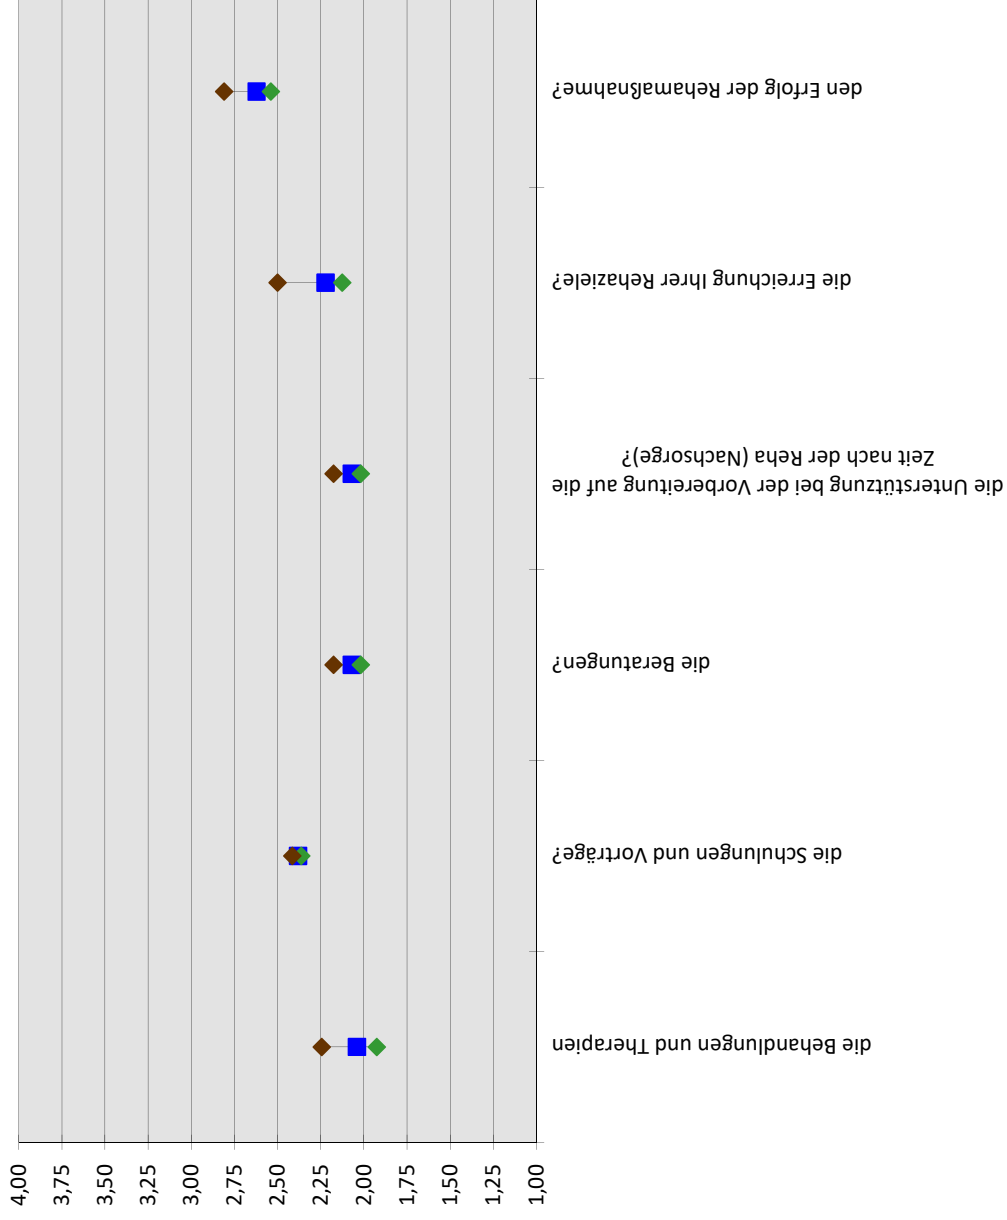 die Behandlungen und Therapien
die Schulungen und Vorträge?
die Beratungen?
die Unterstützung bei der Vorbereitung auf die
Zeit nach der Reha (Nachsorge)?
die Erreichung Ihrer Rehaziele?
den Erfolg der Rehamaßnahme?
1,00
1,25
1,50
1,75
2,00
2,25
2,50
2,75
3,00
3,25
3,50
3,75
4,00